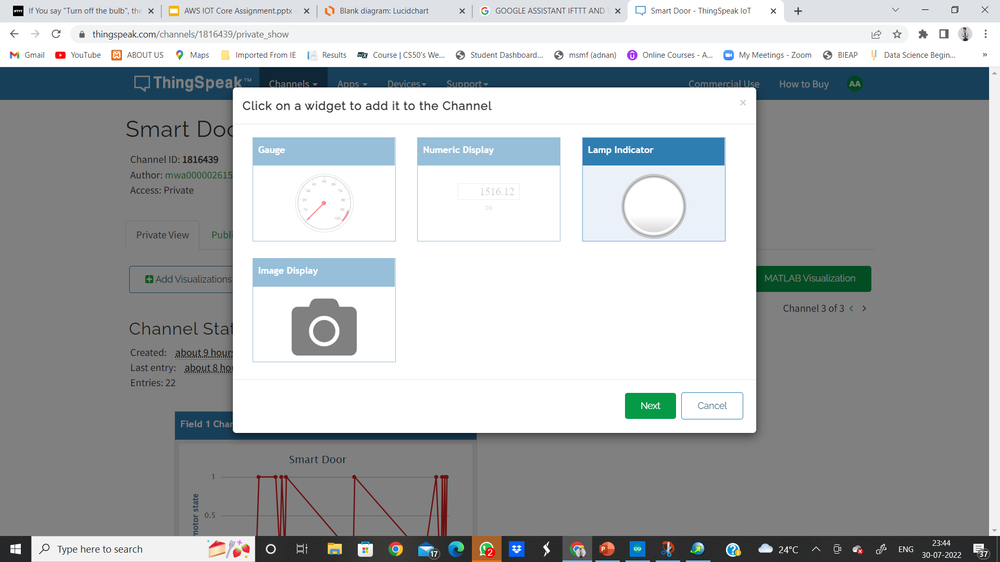 If You say "Turn off the bulb", the
AWS IOT Core Assignment.pptx -
Blank diagram: Lucidchart
GOOGLE ASSISTANT IFTTT AND
Smart Door - ThingSpeak IoT
thingspeak.com/channels/1816439/private_show
Gmail
YouTube
ABOUT US
Maps
Imported From IE
Results
edX
Course | CS50's We...
Student Dashboard...
msmf (adnan)
Online Courses - A...
My Meetings - Zoom
BIEAP
Data Science Begin...
»
ThingSpeak™
Channels
Apps
Devices
Support
Commercial Use
How to Buy
AA
Click on a widget to add it to the Channel
×
Smart Doo
Channel ID: 1816439
Author: mwa000002615
Access: Private
Gauge
0
10
20
30
40
50
60
70
80
90
100
Numeric Display
1516.12
DB
Lamp Indicator
Private View
Publi
Image Display
Add Visualizations
MATLAB Visualization
Channel 3 of 3
Channel Stat
Created: about 9 hours
Last entry: about 8 hou
Entries: 22
Next
Cancel
Field 1 Char
Smart Door
1
0.5
motor state
Type here to search
17
2
24°C
ENG
23:44
30-07-2022
37